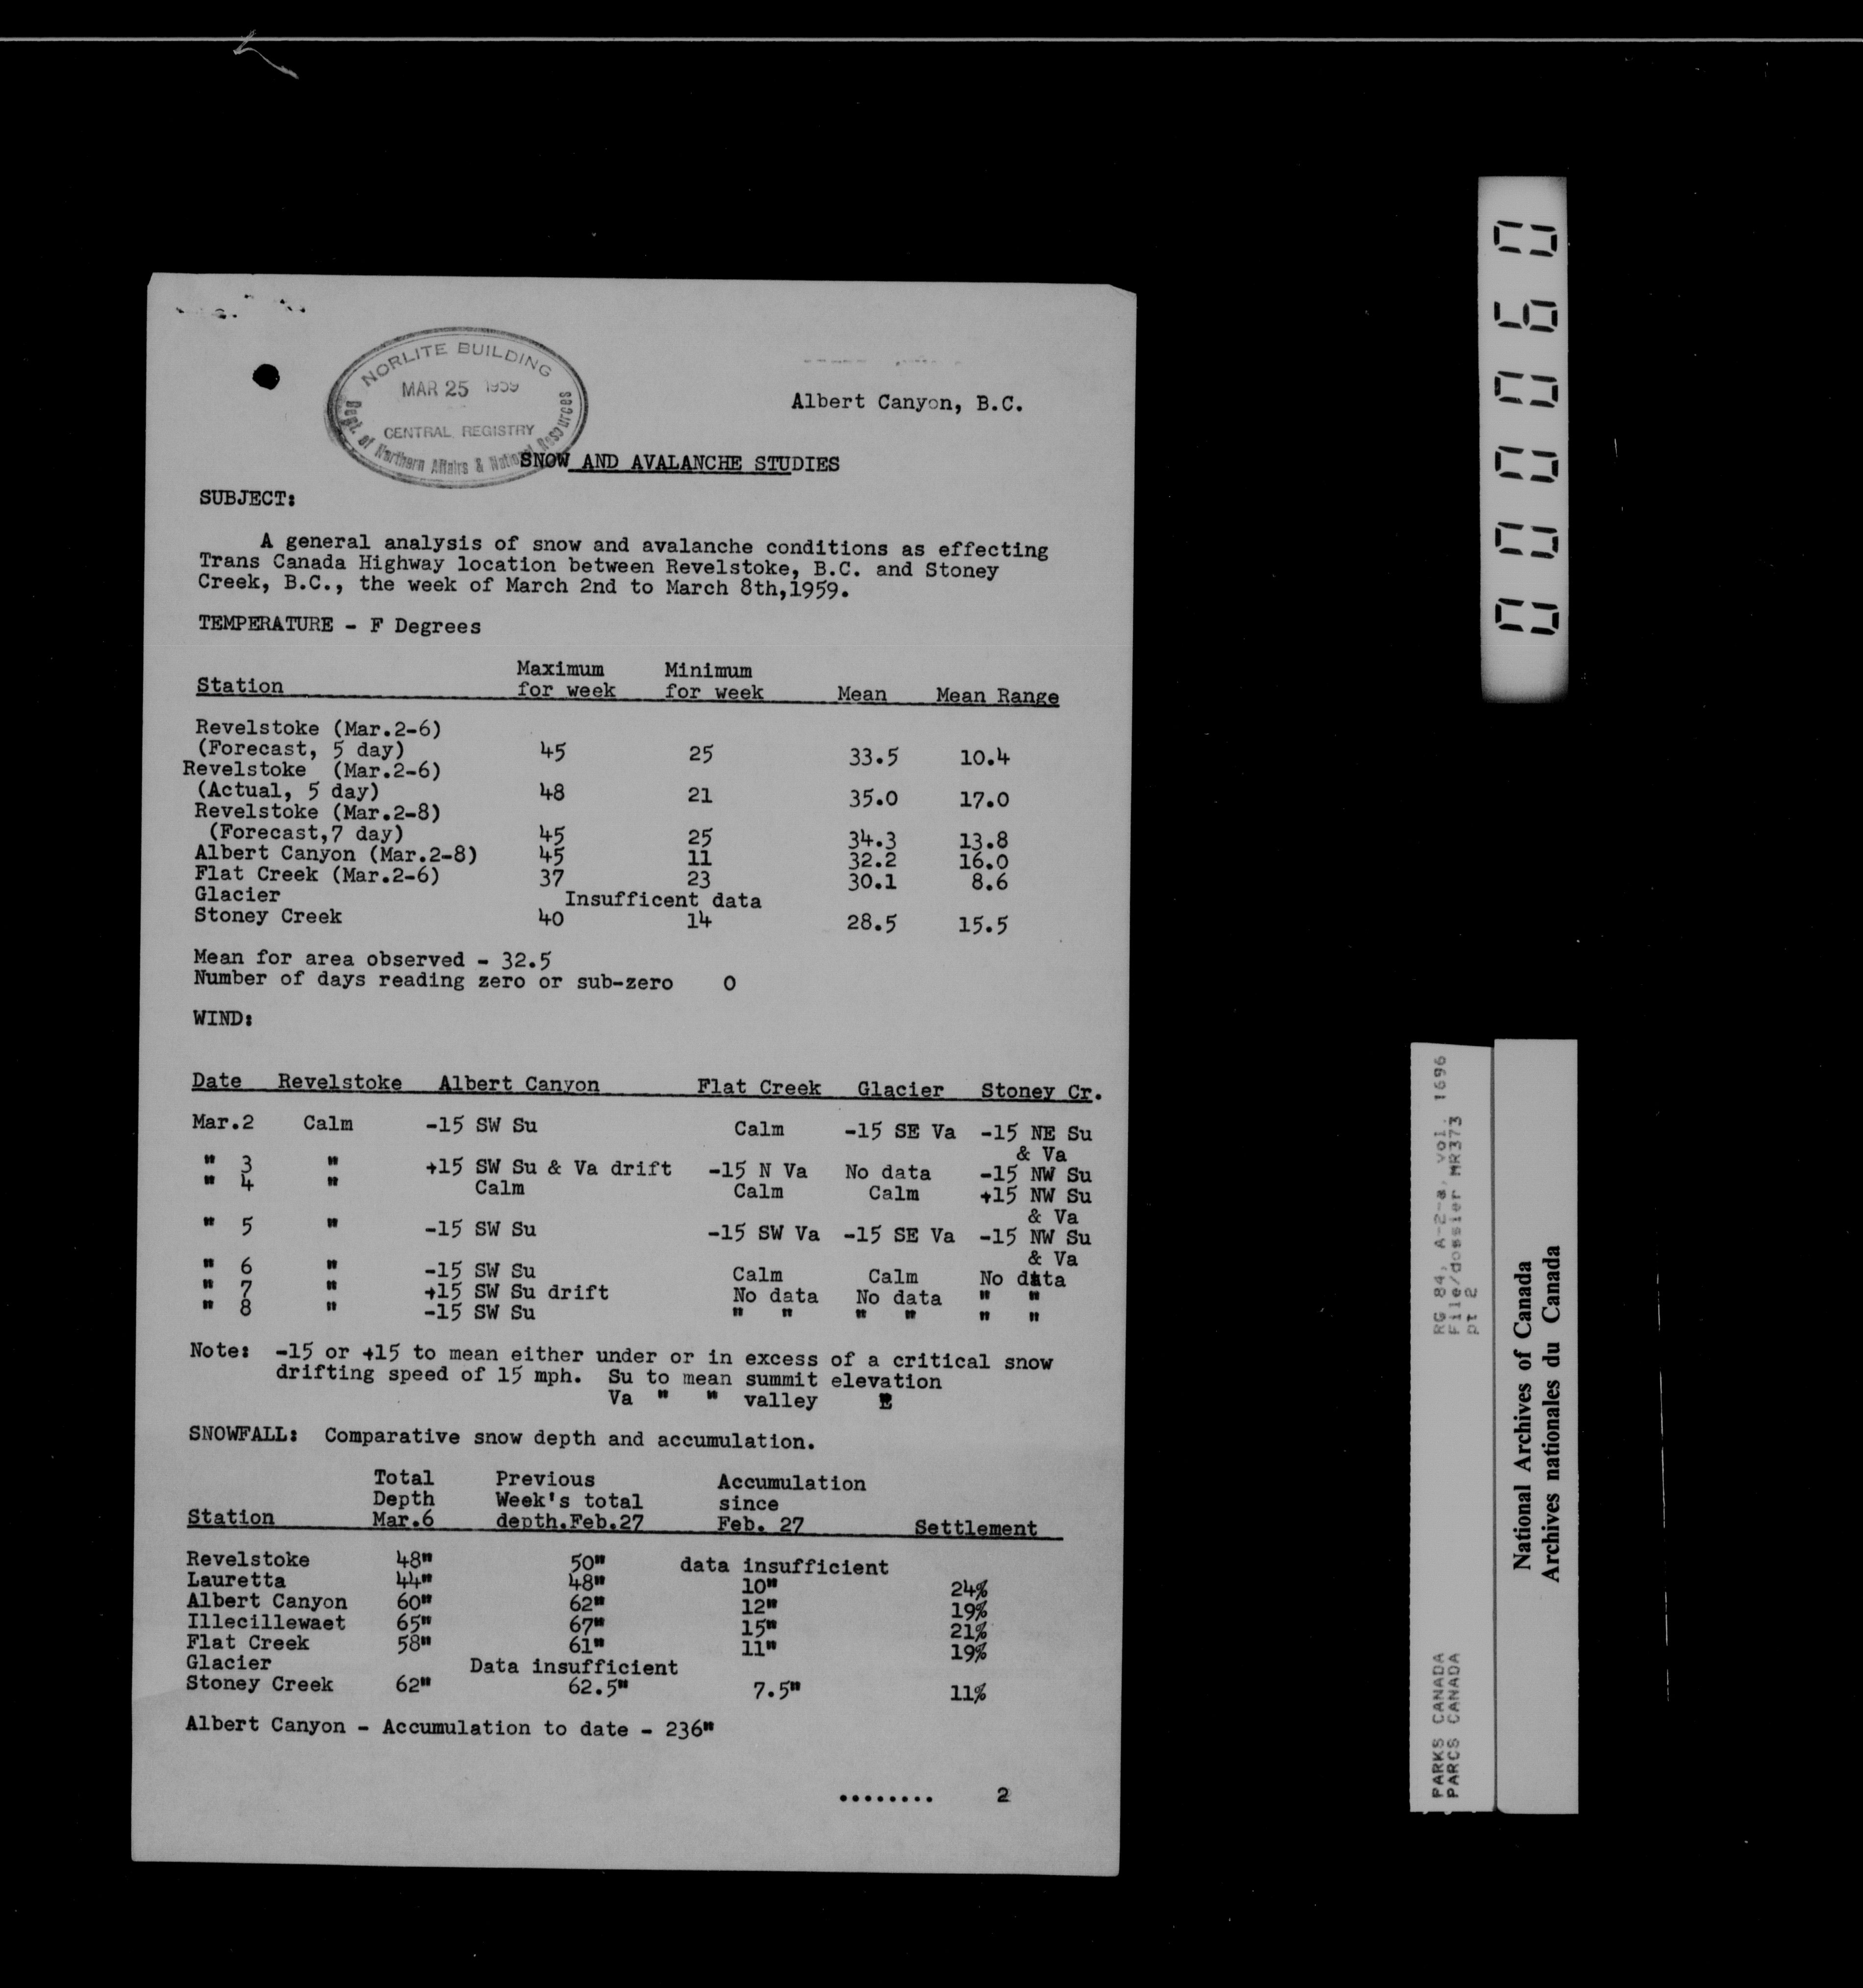 NORLITE BUILDING
MAR 25 1959
CENTRAL REGISTRY
Dept. of Northern Affairs & National Resources
Albert Canyon, B.C.
SNOW AND AVALANCHE STUDIES
SUBJECT:
A general analysis of snow and avalanche conditions as effecting
Trans Canada Highway location between Revelstoke, B.C. and Stoney
Creek, B.C., the week of March 2nd to March 8th,1959.
TEMPERATURE - F Degrees
Maximum Minimum
Station for week for week Mean Mean Range
Revelstoke (Mar.2-6)
(Forecast, 5 day) 45 25 33.5 10.4
Revelstoke (Mar.2-6)
(Actual, 5 day) 48 21 35.0 17.0
Revelstoke (Mar.2-8)
(Forecast,7 day) 45 25 34.3 13.8
Albert Canyon (Mar.2-8) 45 11 32.2 16.0
Flat Creek (Mar.2-6) 37 23 30.1 8.6
Glacier Insufficent data
Stoney Creek 40 14 28.5 15.5
Mean for area observed - 32.5
Number of days reading zero or sub-zero 0
WIND:
Date Revelstoke Albert Canyon Flat Creek Glacier Stoney Cr.
Mar.2 Calm -15 SW Su Calm -15 SE Va -15 NE Su
& Va
" 3 " +15 SW Su & Va drift -15 N Va No data -15 NW Su
" 4 " Calm Calm Calm +15 NW Su
& Va
" 5 " -15 SW Su -15 SW Va -15 SE Va -15 NW Su
& Va
" 6 " -15 SW Su Calm Calm No data
" 7 " +15 SW Su drift No data No data " "
" 8 " -15 SW Su " " " " " "
Note: -15 or +15 to mean either under or in excess of a critical snow
drifting speed of 15 mph. Su to mean summit elevation
Va " " valley "
SNOWFALL: Comparative snow depth and accumulation.
Total Previous Accumulation
Depth Week's total since
Station Mar.6 depth.Feb.27 Feb. 27 Settlement
Revelstoke 48" 50" data insufficient
Lauretta 44" 48" 10" 24%
Albert Canyon 60" 62" 12" 19%
Illecillewaet 65" 67" 15" 21%
Flat Creek 58" 61" 11" 19%
Glacier Data insufficient
Stoney Creek 62" 62.5" 7.5" 11%
Albert Canyon - Accumulation to date - 236"
........ 2
000060
RG 84, A-2-a, vol. 1696
File/dossier MR373
pt 2
PARKS CANADA
PARCS CANADA
National Archives of Canada
Archives nationales du Canada